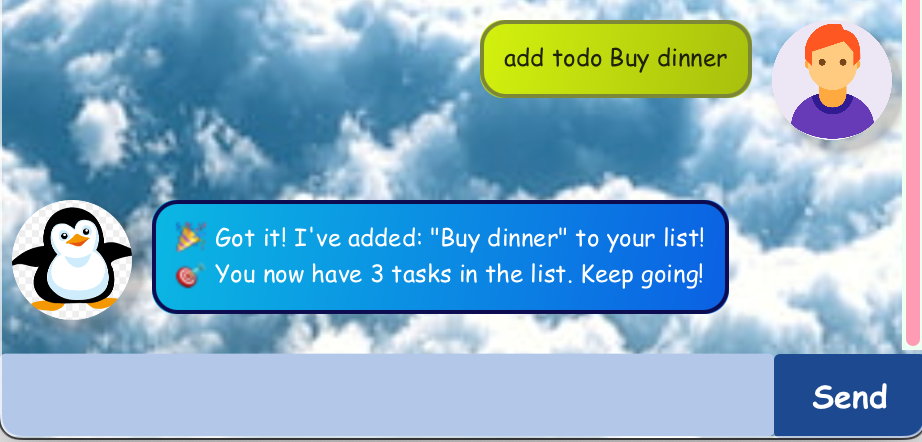 add todo Buy dinner
🎉 Got it! I've added: "Buy dinner" to your list!
🎯 You now have 3 tasks in the list. Keep going!
Send